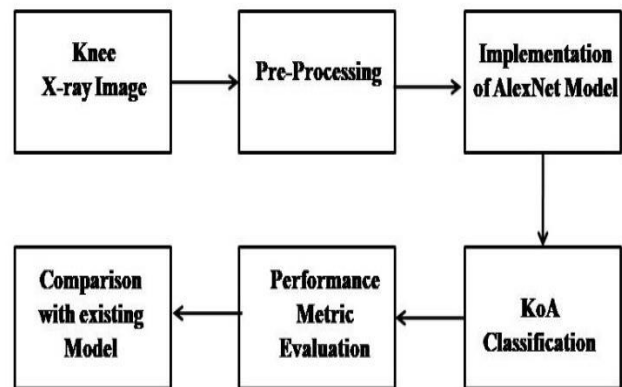 Knee
X-ray Image
Pre-Processing
Implementation
of AlexNet Model
KoA
Classification
Performance
Metric
Evaluation
Comparison
with existing
Model